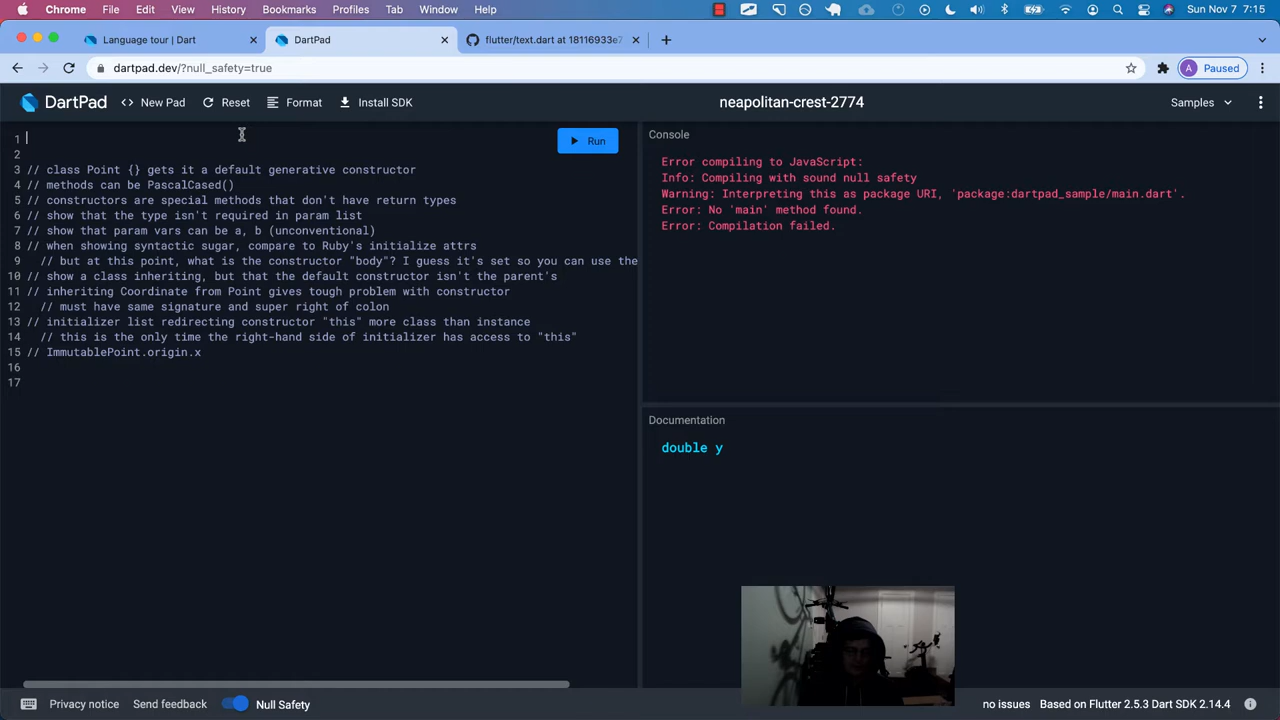 Chrome File Edit View History Bookmarks Profiles Tab Window Help Sun Nov 7 7:15
Language tour | Dart DartPad flutter/text.dart at 18116933e7
dartpad.dev/?null_safety=true A Paused
DartPad <> New Pad Reset Format Install SDK neapolitan-crest-2774 Samples
Run
1
2
3 // class Point {} gets it a default generative constructor
4 // methods can be PascalCased()
5 // constructors are special methods that don't have return types
6 // show that the type isn't required in param list
7 // show that param vars can be a, b (unconventional)
8 // when showing syntactic sugar, compare to Ruby's initialize attrs
9 // but at this point, what is the constructor "body"? I guess it's set so you can use the
10 // show a class inheriting, but that the default constructor isn't the parent's
11 // inheriting Coordinate from Point gives tough problem with constructor
12 // must have same signature and super right of colon
13 // initializer list redirecting constructor "this" more class than instance
14 // this is the only time the right-hand side of initializer has access to "this"
15 // ImmutablePoint.origin.x
16
17
Console
Error compiling to JavaScript:
Info: Compiling with sound null safety
Warning: Interpreting this as package URI, 'package:dartpad_sample/main.dart'.
Error: No 'main' method found.
Error: Compilation failed.
Documentation
double y
Privacy notice Send feedback Null Safety no issues Based on Flutter 2.5.3 Dart SDK 2.14.4